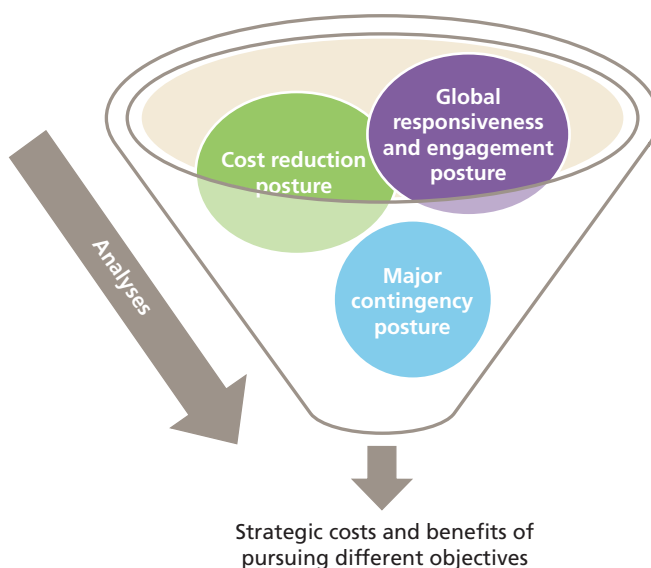 Global
responsiveness
and engagement
posture
Cost reduction
posture
Analyses
Major
contingency
posture
Strategic costs and benefits of
pursuing different objectives